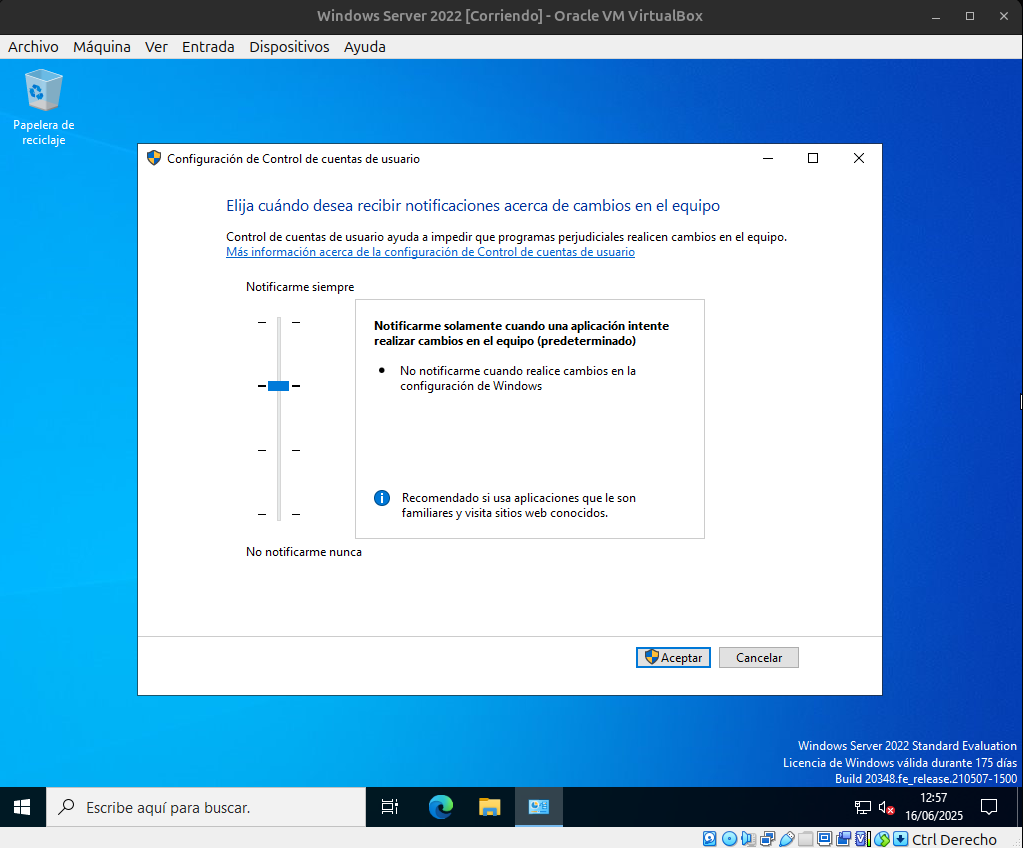 Windows Server 2022 [Corriendo] - Oracle VM VirtualBox
Archivo Máquina Ver Entrada Dispositivos Ayuda
Papelera de
reciclaje
Configuración de Control de cuentas de usuario
Elija cuándo desea recibir notificaciones acerca de cambios en el equipo
Control de cuentas de usuario ayuda a impedir que programas perjudiciales realicen cambios en el equipo.
Más información acerca de la configuración de Control de cuentas de usuario
Notificarme siempre
Notificarme solamente cuando una aplicación intente
realizar cambios en el equipo (predeterminado)
No notificarme cuando realice cambios en la
configuración de Windows
Recomendado si usa aplicaciones que le son
familiares y visita sitios web conocidos.
No notificarme nunca
Aceptar Cancelar
Windows Server 2022 Standard Evaluation
Licencia de Windows válida durante 175 días
Build 20348.fe_release.210507-1500
Escribe aquí para buscar.
12:57
16/06/2025
Ctrl Derecho